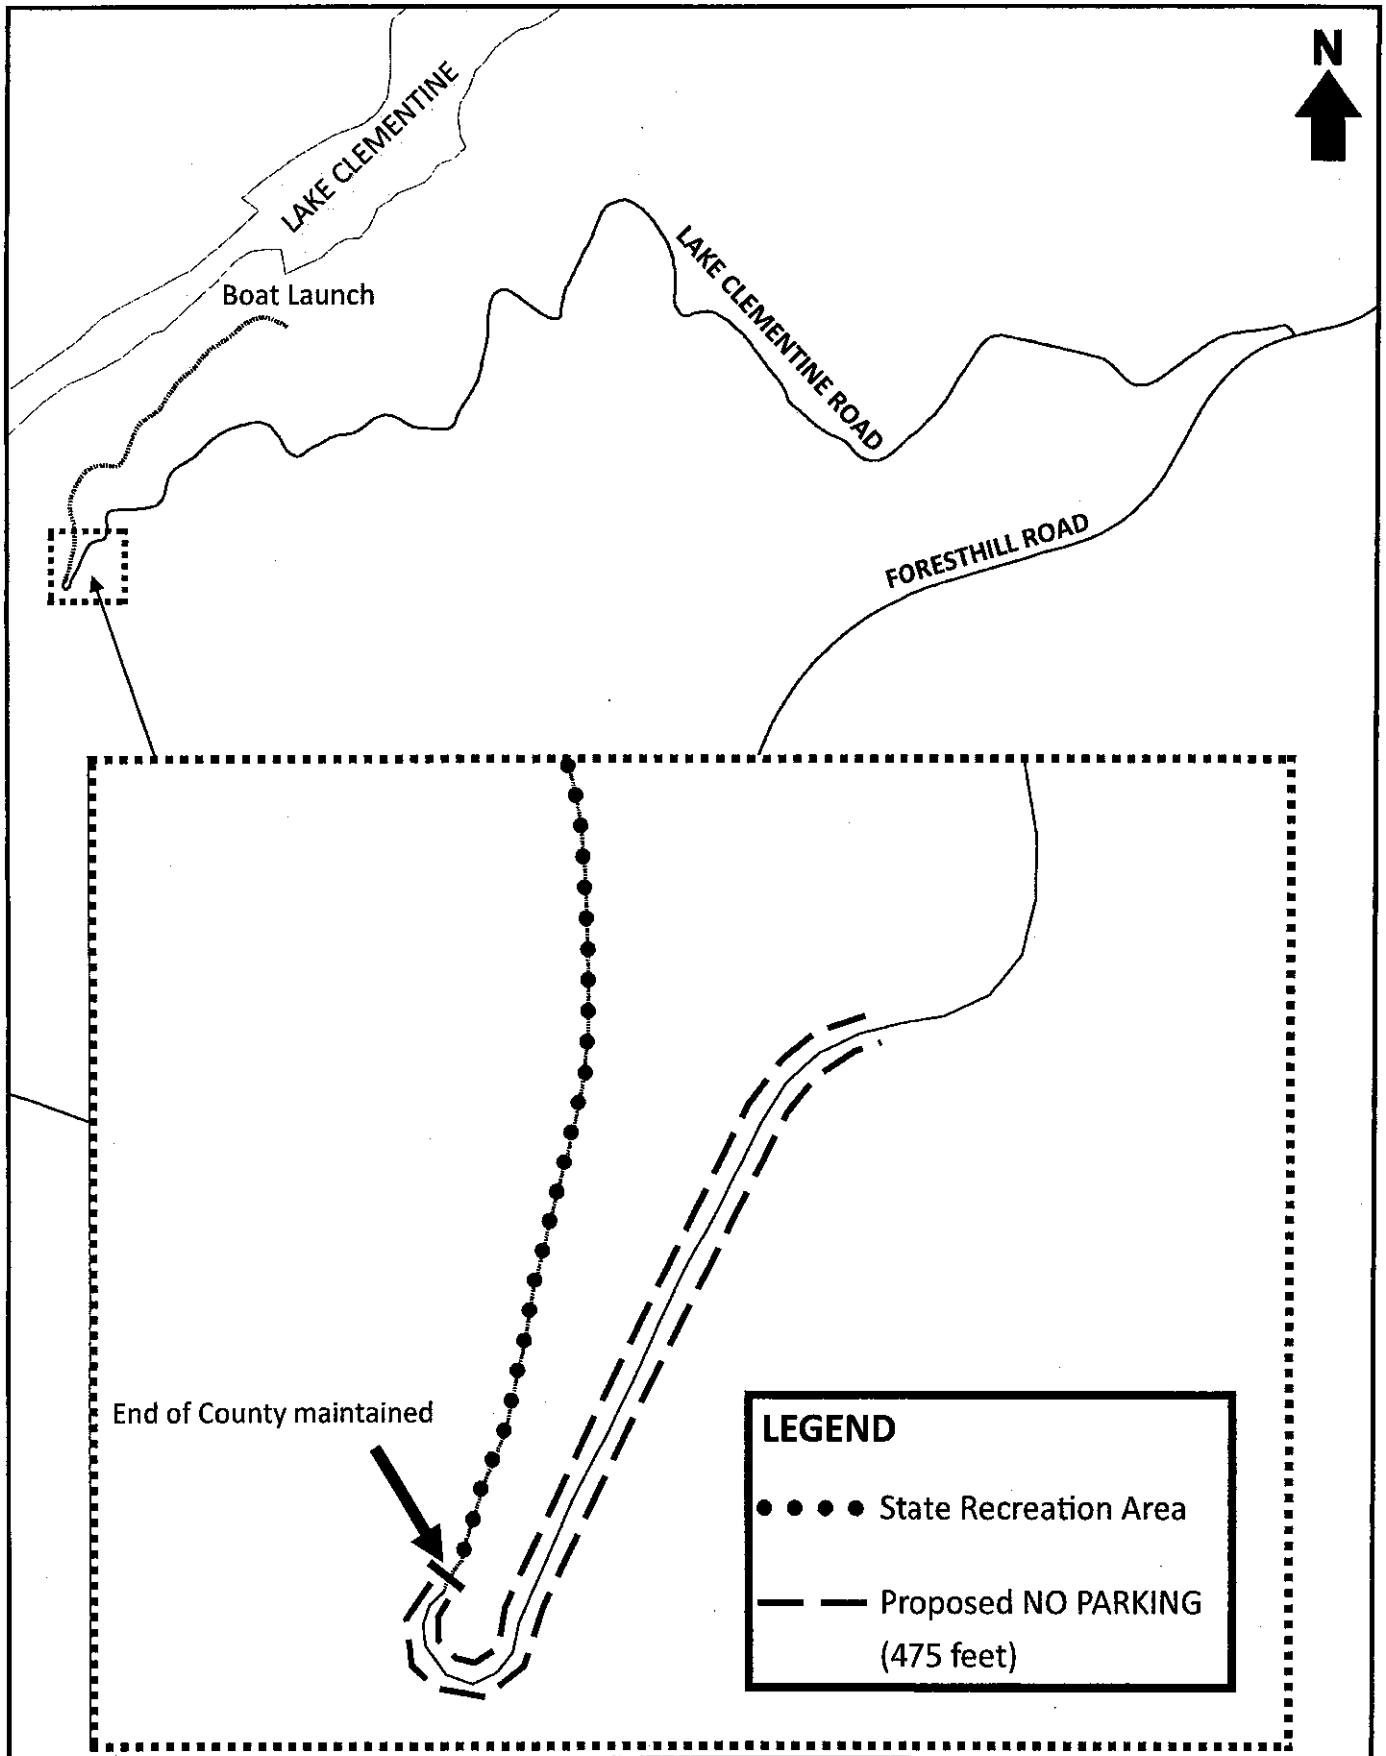 N
LAKE CLEMENTINE
LAKE CLEMENTINE ROAD
Boat Launch
FORESTHILL ROAD
End of County maintained
LEGEND
State Recreation Area
Proposed NO PARKING
(475 feet)